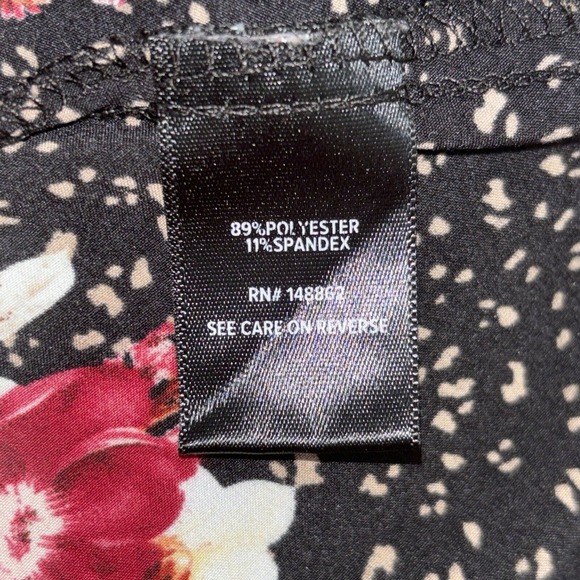 89%POLYESTER
11%SPANDEX
RN# 148862
SEE CARE ON REVERSE